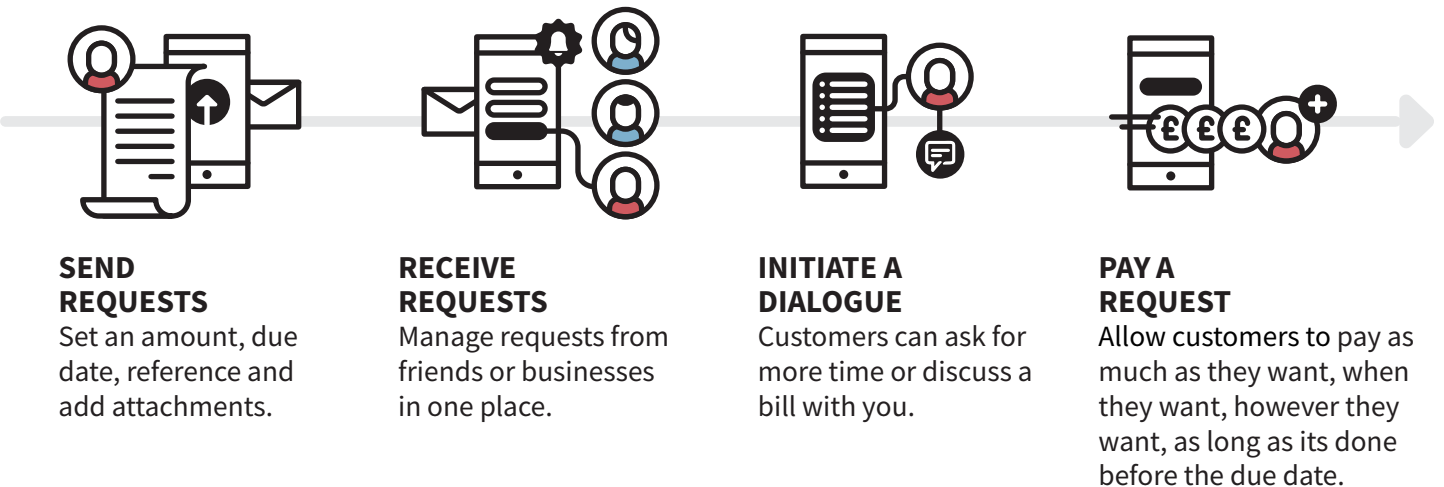 SEND
REQUESTS
Set an amount, due
date, reference and
add attachments.
RECEIVE
REQUESTS
Manage requests from
friends or businesses
in one place.
INITIATE A
DIALOGUE
Customers can ask for
more time or discuss a
bill with you.
£ £ £
PAY A
REQUEST
Allow customers to pay as
much as they want, when
they want, however they
want, as long as its done
before the due date.